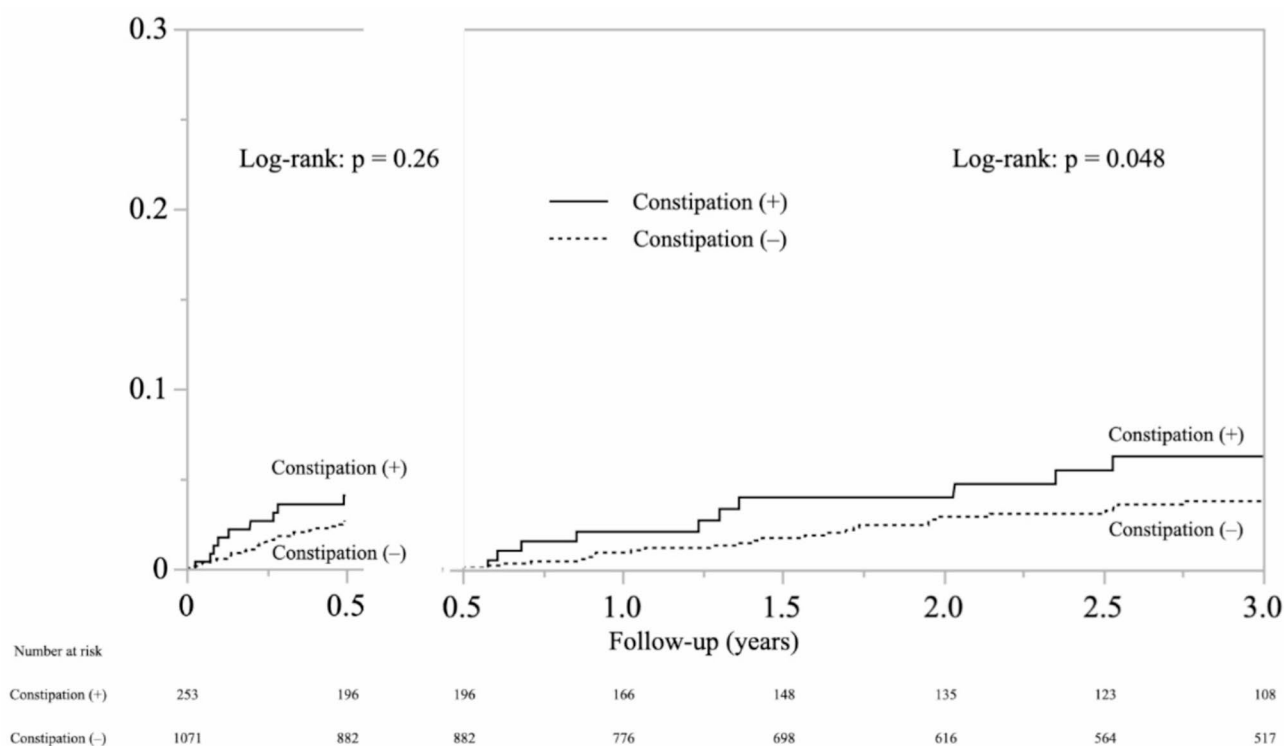 0.3
Log-rank: p = 0.26
Log-rank: p = 0.048
0.2
Constipation (+)
Constipation (–)
0.1
Constipation (+)
Constipation (–)
Constipation (+)
Constipation (–)
0
0 0.5 0.5 1.0 1.5 2.0 2.5 3.0
Follow-up (years)
Number at risk
Constipation (+) 253 196 196 166 148 135 123 108
Constipation (–) 1071 882 882 776 698 616 564 517